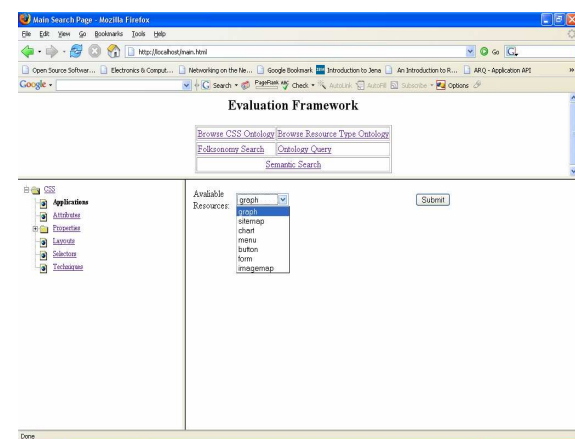 Main Search Page - Mozilla Firefox
File Edit View Go Bookmarks Tools Help
http://localhost/main.html Go
Open Source Softwar... Electronics & Comput... Networking on the Ne... Google Bookmark Introduction to Jena An Introduction to R... ARQ - Application API
Google Search PageRank ABC Check AutoLink AutoFill Subscribe Options
Evaluation Framework
Browse CSS Ontology Browse Resource Type Ontology
Folksonomy Search Ontology Query
Semantic Search
CSS
Applications
Attributes
Properties
Layouts
Selectors
Techniques
Avaliable
Resources: graph Submit
graph
sitemap
chart
menu
button
form
imagemap
Done